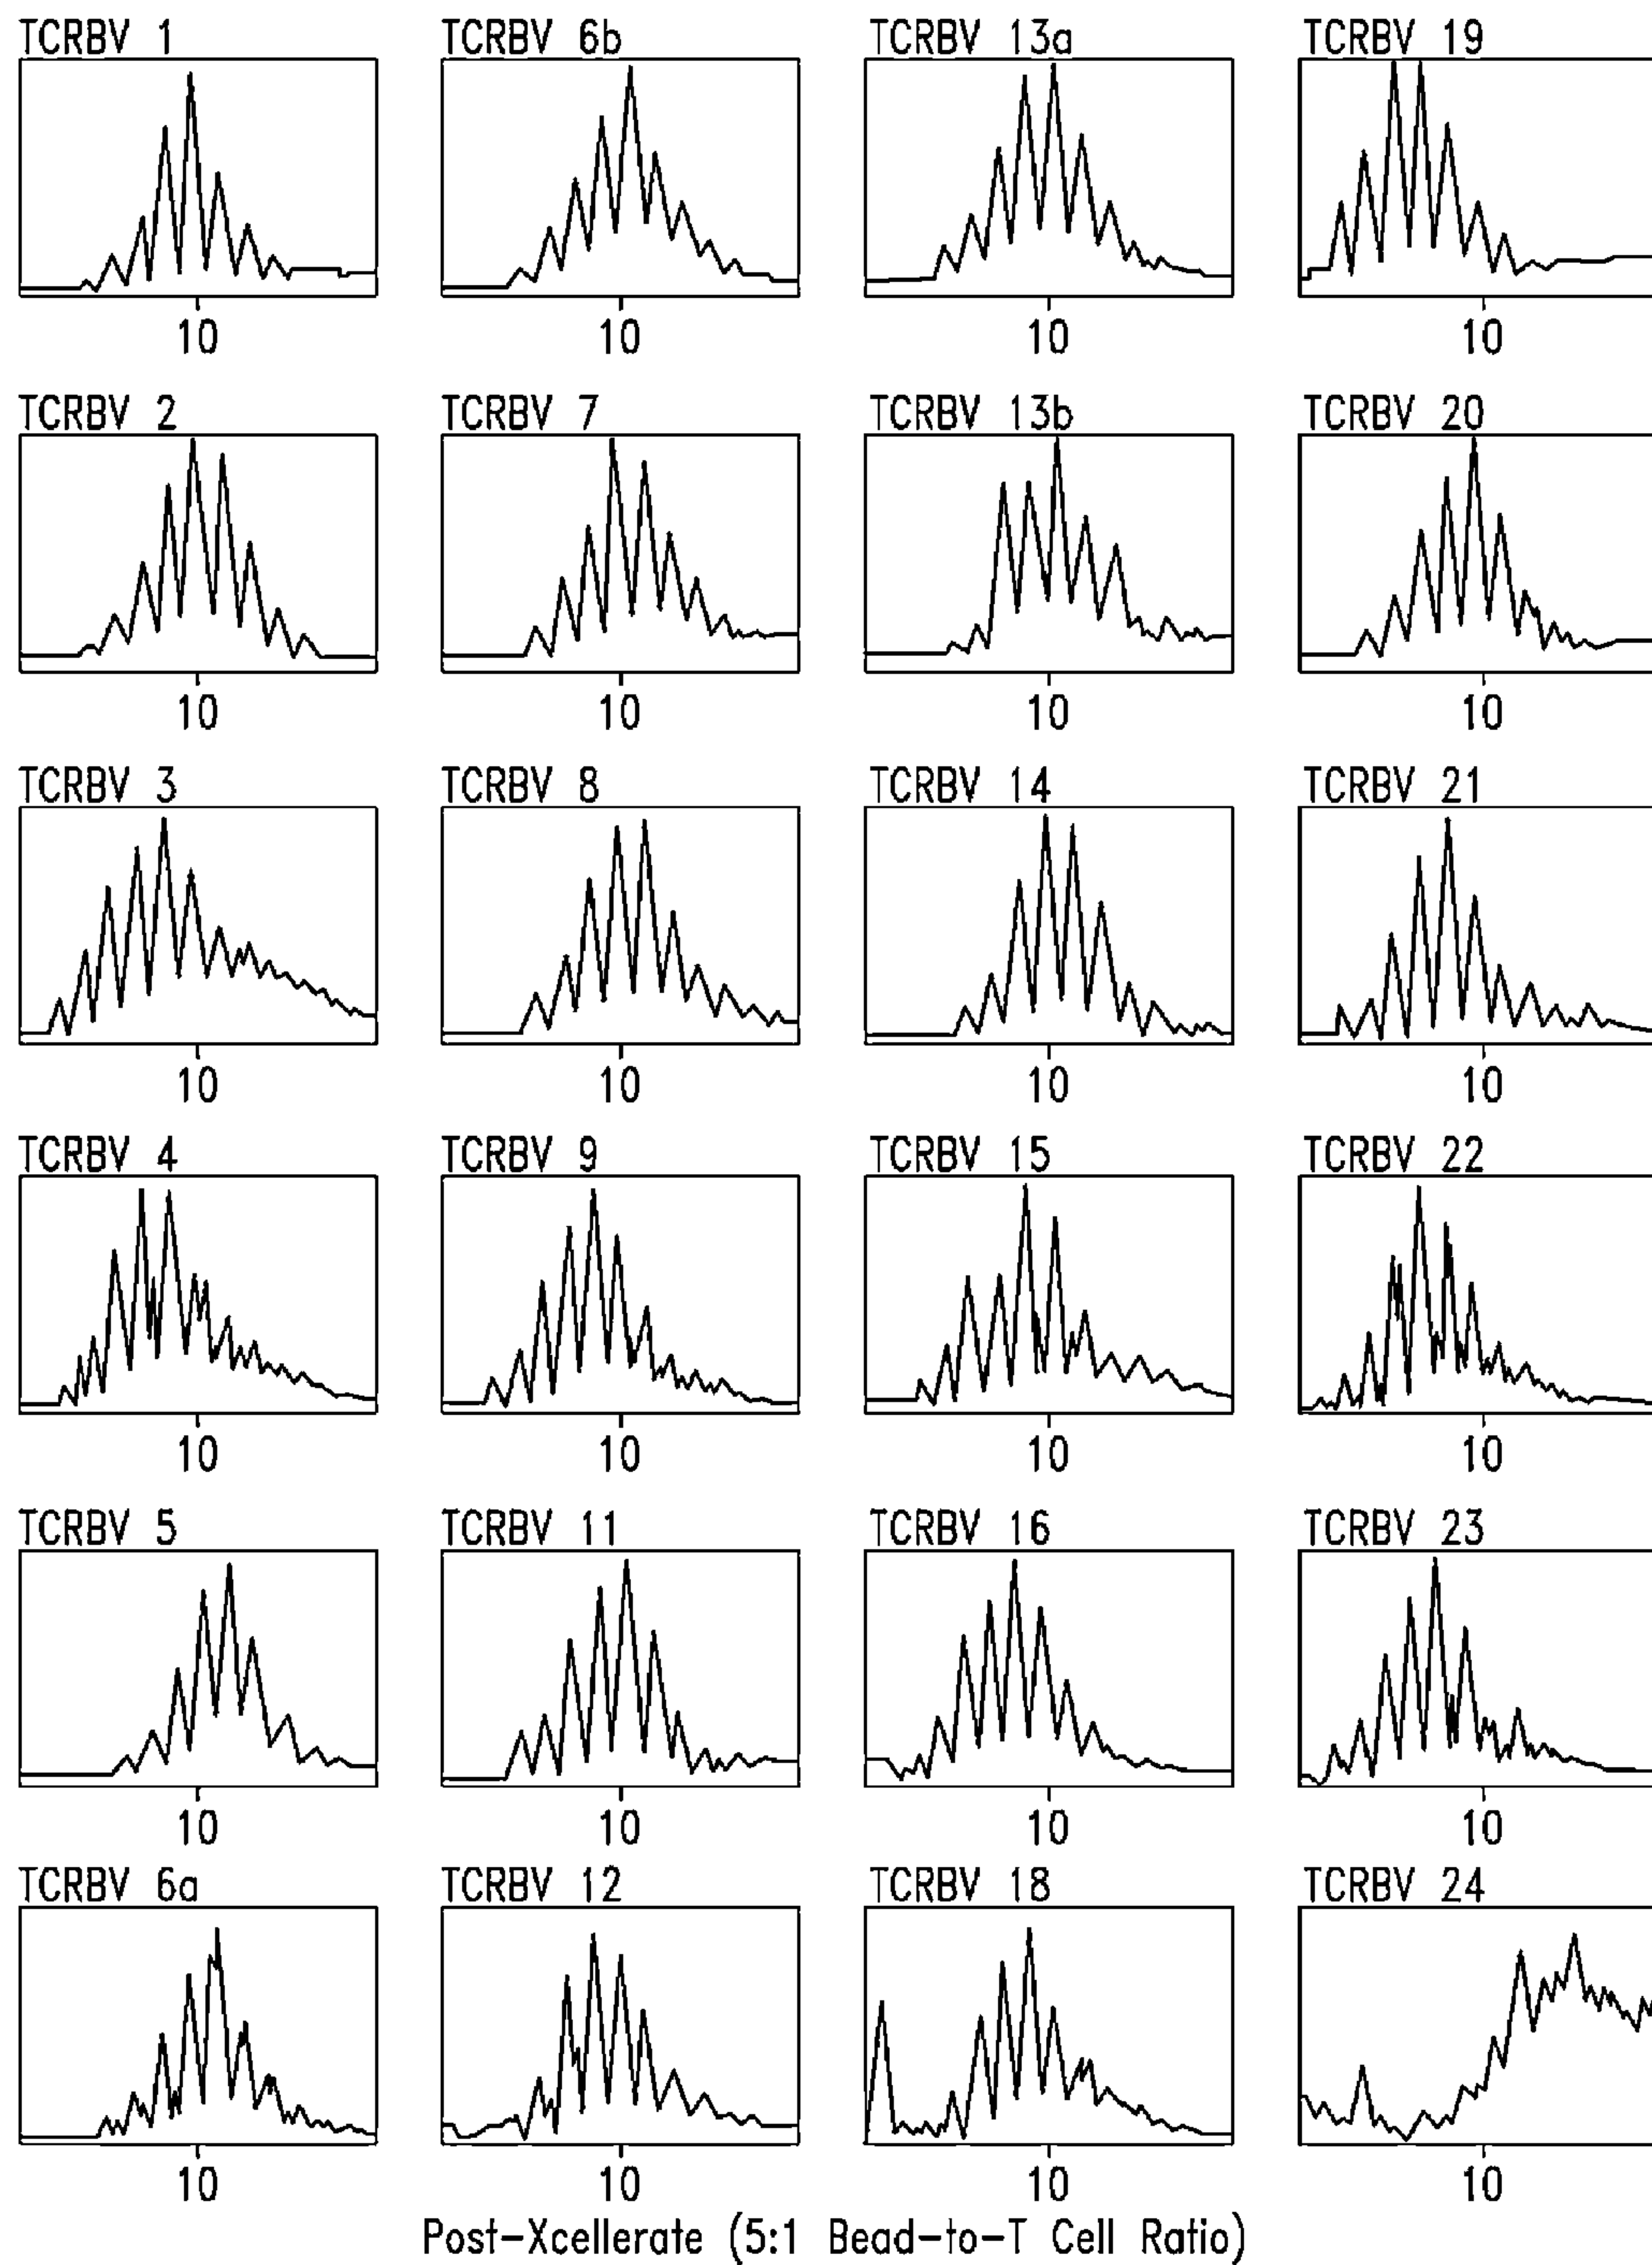 TCRBV 1 TCRBV 6b TCRBV 13a TCRBV 19
10 10 10 10
TCRBV 2 TCRBV 7 TCRBV 13b TCRBV 20
10 10 10 10
TCRBV 3 TCRBV 8 TCRBV 14 TCRBV 21
10 10 10 10
TCRBV 4 TCRBV 9 TCRBV 15 TCRBV 22
10 10 10 10
TCRBV 5 TCRBV 11 TCRBV 16 TCRBV 23
10 10 10 10
TCRBV 6a TCRBV 12 TCRBV 18 TCRBV 24
10 10 10 10
Post-Xcellerate (5:1 Bead-to-T Cell Ratio)